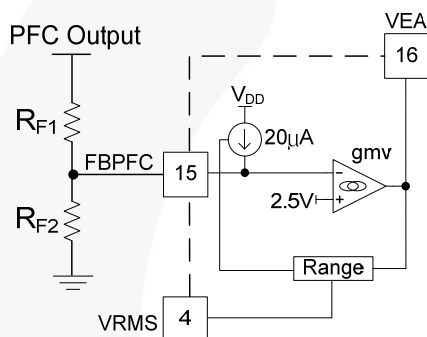 PFC Output
VEA
16
RF1
VDD
20µA
gmv
FBPFC
15
-
2.5V
+
RF2
Range
VRMS
4